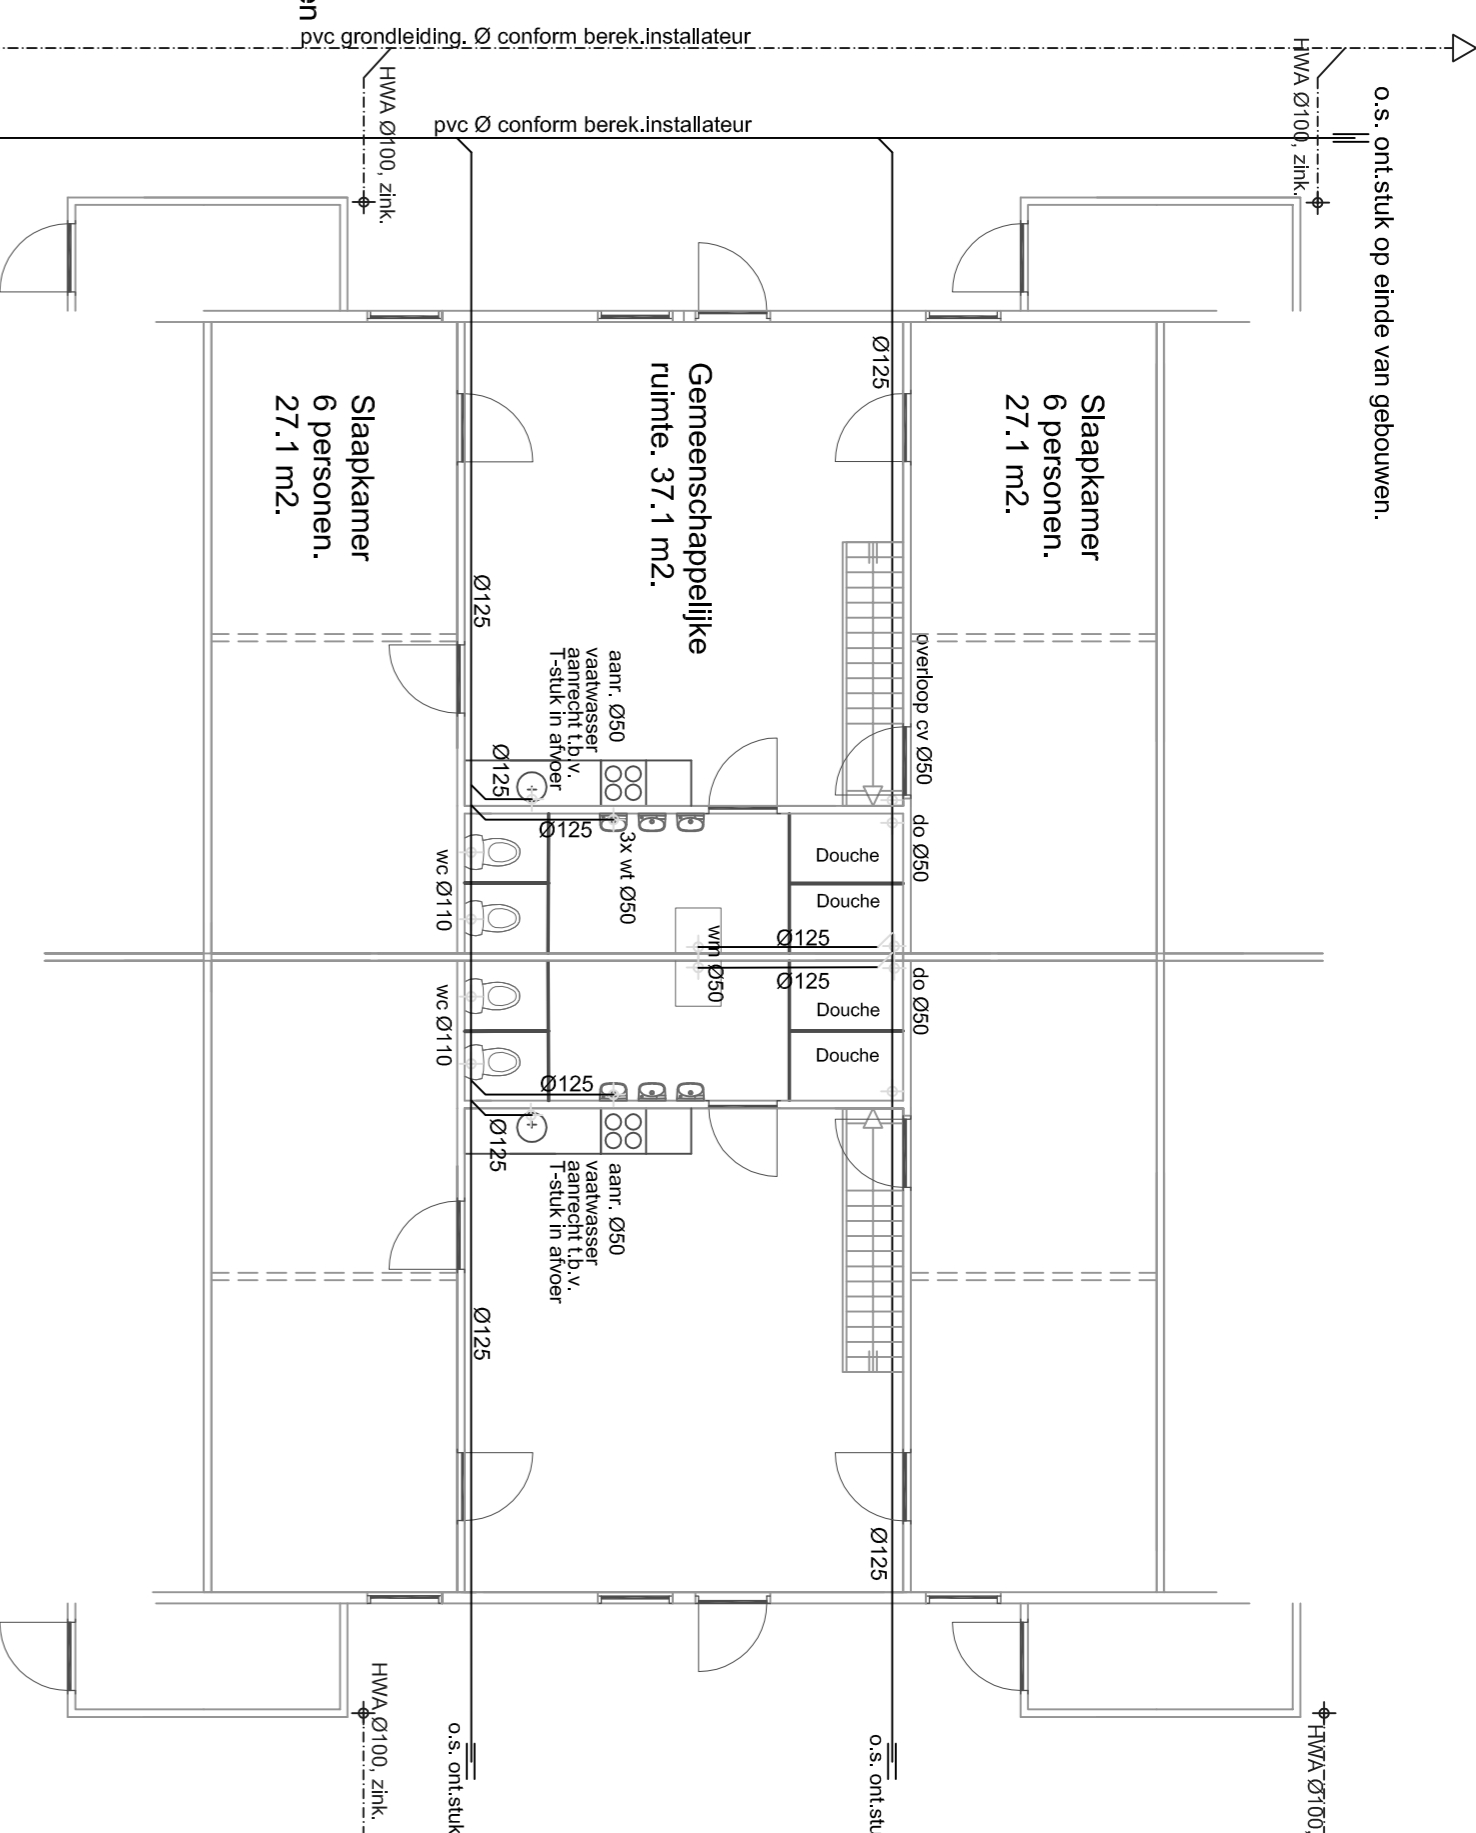 en
pvc grondleiding. Ø conform berek.installateur
HWA Ø100, zink.
HWA Ø100, zink.
o.s. ont.stuk op einde van gebouwen.
pvc Ø conform berek.installateur
Ø125
Slaapkamer
6 personen.
27.1 m2.
Gemeenschappelijke
ruimte. 37.1 m2.
Slaapkamer
6 personen.
27.1 m2.
Ø125
overloop cv Ø50
aanr. Ø50
vaatwasser
aanrecht t.b.v.
T-stuk in afvoer
Ø125
Ø125
3x wt Ø50
do Ø50
Douche
wc Ø110
Douche
wm Ø50
Ø125
Ø125
do Ø50
wc Ø110
Douche
Douche
Ø125
Ø125
aanr. Ø50
vaatwasser
aanrecht t.b.v.
T-stuk in afvoer
Ø125
Ø125
HWA Ø100, zink.
o.s. ont.stuk
o.s. ont.stu
HWA Ø100,